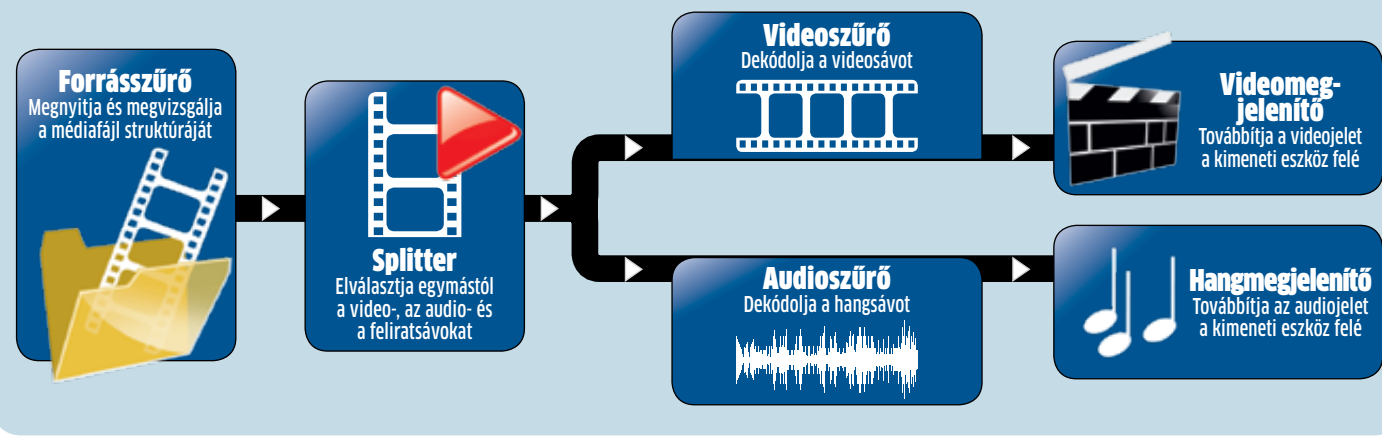 Forrásszűrő
Megnyitja és megvizsgálja
a médiafájl struktúráját
Splitter
Elválasztja egymástól
a video-, az audio- és
a feliratsávokat
Videoszűrő
Dekódolja a videosávot
Videomeg-
jelenítő
Továbbítja a videojelet
a kimeneti eszköz felé
Audioszűrő
Dekódolja a hangsávot
Hangmegjelenítő
Továbbítja az audiojelet
a kimeneti eszköz felé